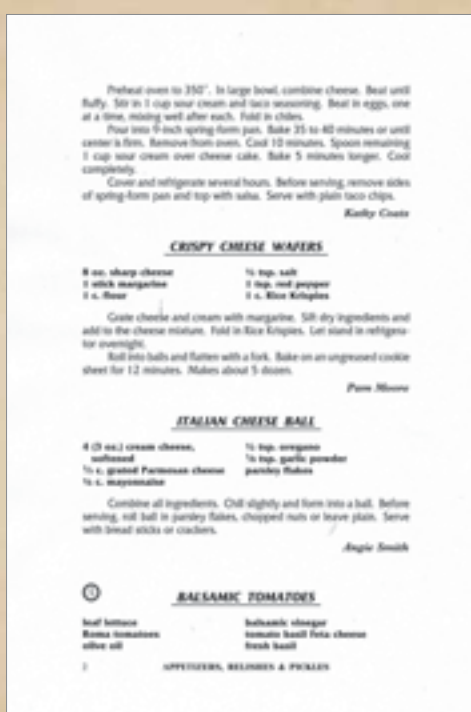 Preheat oven to 350°. In large bowl, combine cheese. Beat until
fluffy. Stir in 1 cup sour cream and taco seasoning. Beat in eggs, one
at a time, mixing well after each. Fold in chiles.
Pour into 9-inch spring-form pan. Bake 35 to 40 minutes or until
center is firm. Remove from oven. Cool 10 minutes. Spoon remaining
1 cup sour cream over cheese cake. Bake 5 minutes longer. Cool
completely.
Cover and refrigerate several hours. Before serving, remove sides
of spring-form pan and top with salsa. Serve with plain taco chips.
Kathy Coats
CRISPY CHEESE WAFERS
8 oz. sharp cheese
1 stick margarine
1 c. flour
tsp. salt
1 tsp. red pepper
1 c. Rice Krispies
Grate cheese and cream with margarine. Sift dry ingredients and
add to the cheese mixture. Fold in Rice Krispies. Let stand in refrigera-
tor overnight.
Roll into balls and flatten with a fork. Bake on an ungreased cookie
sheet for 12 minutes. Makes about 5 dozen.
Pam Moore
ITALIAN CHEESE BALL
4 (3 oz.) cream cheese,
softened
c. grated Parmesan cheese
c. mayonnaise
tsp. oregano
tsp. garlic powder
parsley flakes
Combine all ingredients. Chill slightly and form into a ball. Before
serving, roll ball in parsley flakes, chopped nuts or leave plain. Serve
with bread sticks or crackers.
Angie Smith
BALSAMIC TOMATOES
leaf lettuce
Roma tomatoes
olive oil
balsamic vinegar
tomato basil Feta cheese
fresh basil
2 APPETIZERS, RELISHES & PICKLES